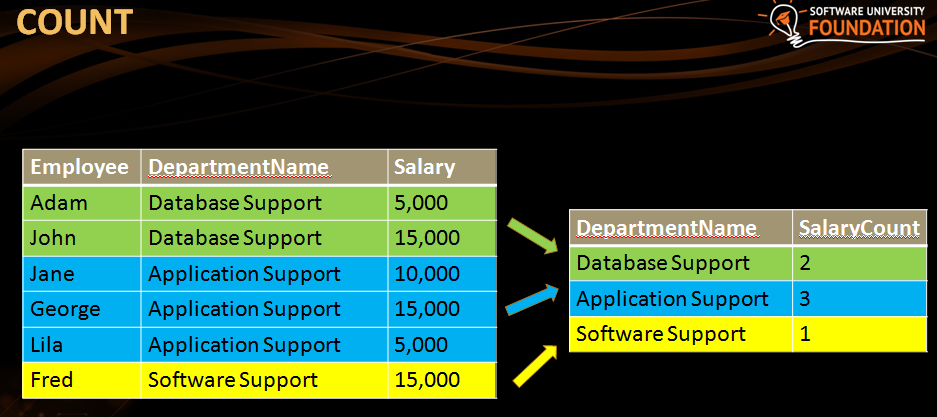 COUNT
SOFTWARE UNIVERSITY
FOUNDATION
Employee DepartmentName Salary
Adam Database Support 5,000
John Database Support 15,000
Jane Application Support 10,000
George Application Support 15,000
Lila Application Support 5,000
Fred Software Support 15,000
DepartmentName SalaryCount
Database Support 2
Application Support 3
Software Support 1